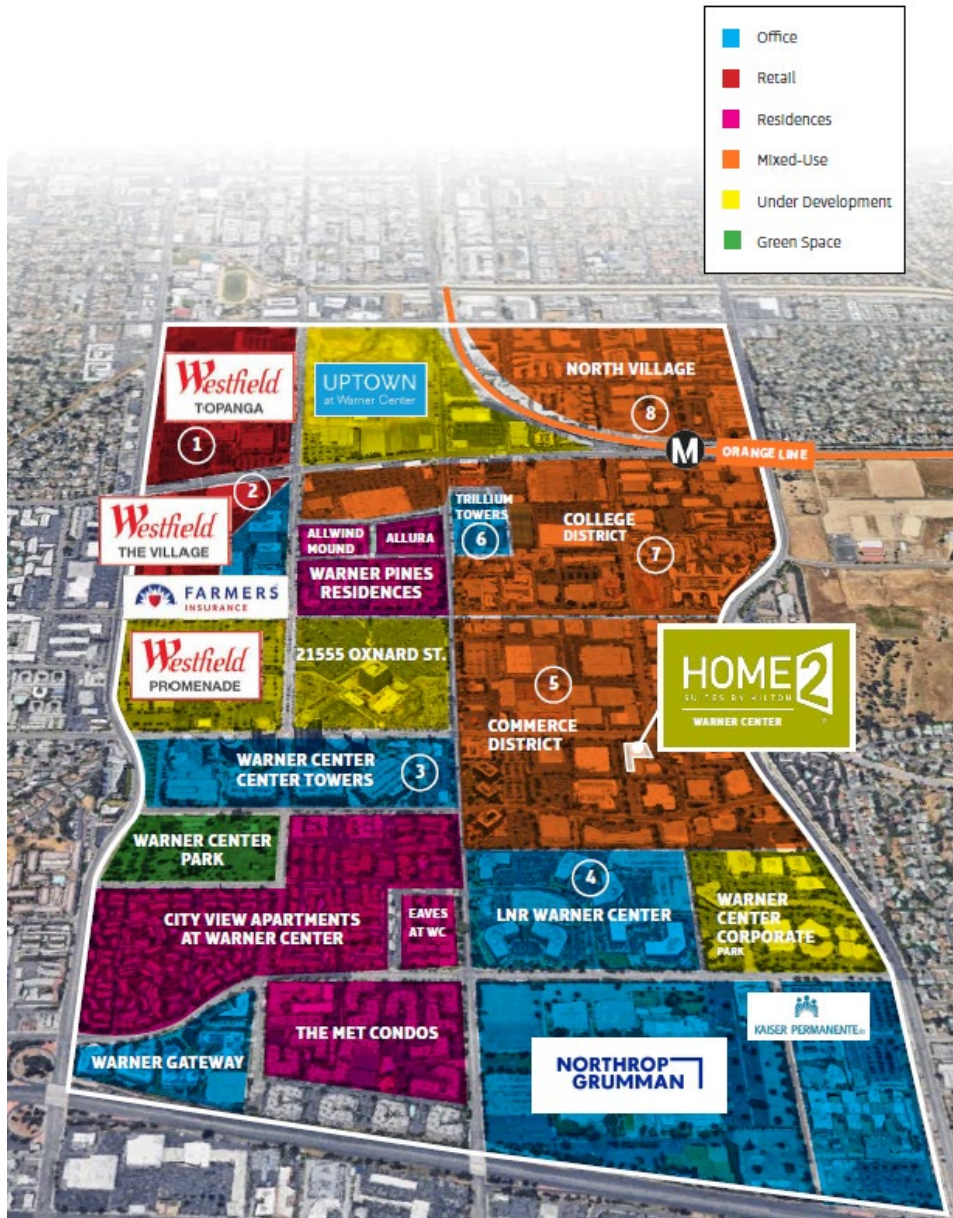 Office
Retail
Residences
Mixed-Use
Under Development
Green Space
Westfield
TOPANGA
1
UPTOWN
at Warner Center
NORTH VILLAGE
8
M
ORANGE LINE
2
Westfield
THE VILLAGE
TRILLIUM
TOWERS
6
COLLEGE
DISTRICT
7
ALLWIND
MOUND
ALLURA
WARNER PINES
RESIDENCES
FARMERS
INSURANCE
Westfield
PROMENADE
21555 OXNARD ST.
5
COMMERCE
DISTRICT
HOME2
SUITES BY HILTON
WARNER CENTER
WARNER CENTER
CENTER TOWERS
3
WARNER CENTER
PARK
4
LNR WARNER CENTER
WARNER
CENTER
CORPORATE
PARK
CITY VIEW APARTMENTS
AT WARNER CENTER
EAVES
AT WC
THE MET CONDOS
WARNER GATEWAY
NORTHROP
GRUMMAN
KAISER PERMANENTE